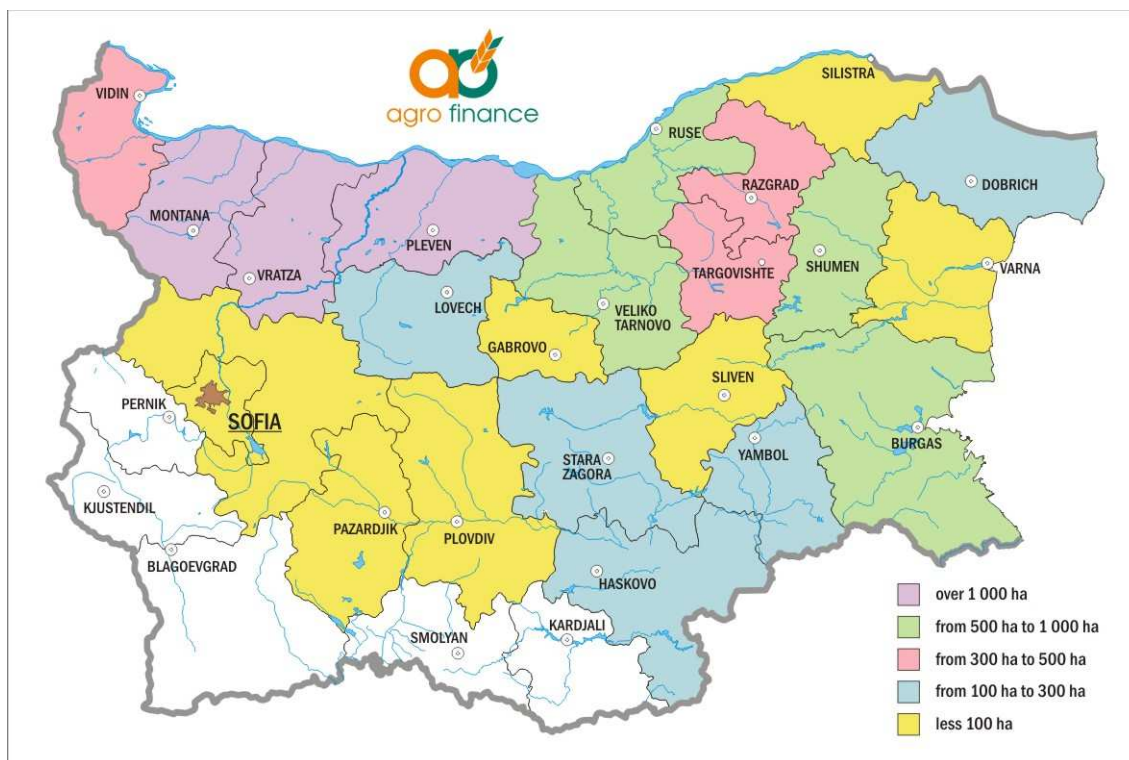 agro finance
VIDIN
SILISTRA
RUSE
DOBRICH
RAZGRAD
MONTANA
PLEVEN
TARGOVISHTE
SHUMEN
VARNA
VRATZA
LOVECH
VELIKO
TARNOVO
GABROVO
SLIVEN
PERNIK
SOFIA
BURGAS
YAMBOL
STARA
ZAGORA
KJUSTENDIL
PAZARDJIK
PLOVDIV
BLAGOEVGRAD
HASKOVO
SMOLYAN
KARDJALI
over 1 000 ha
from 500 ha to 1 000 ha
from 300 ha to 500 ha
from 100 ha to 300 ha
less 100 ha